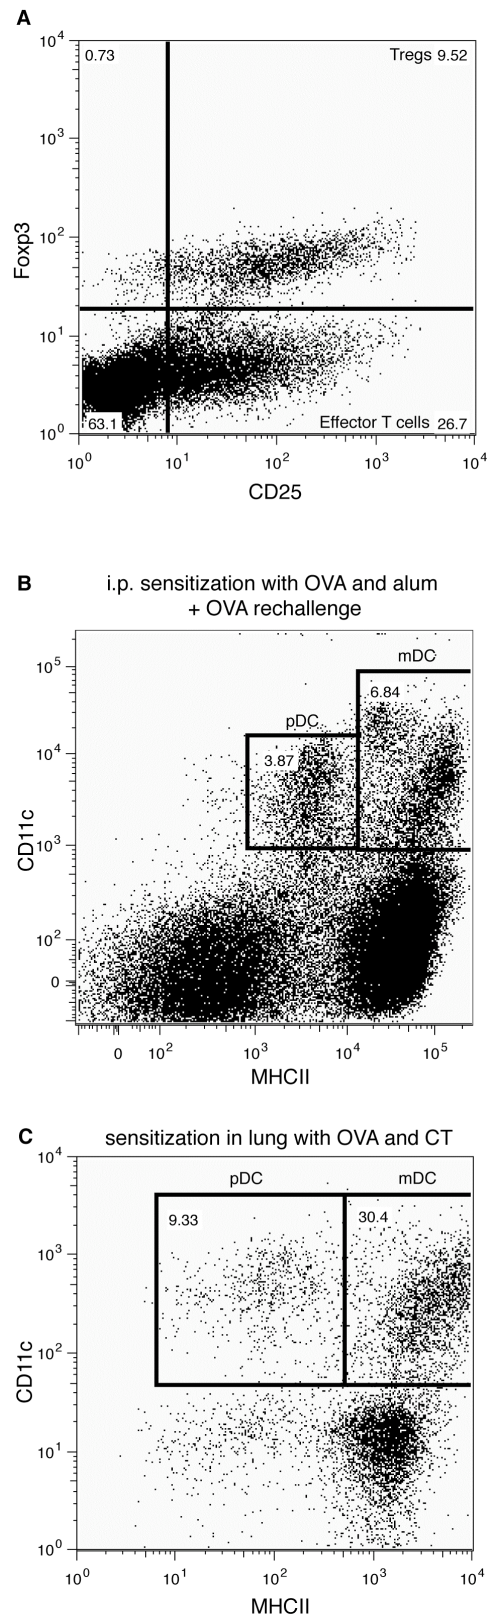 A
10⁴
0.73
Tregs 9.52
10³
Foxp3
10²
10¹
63.1
Effector T cells 26.7
10⁰
10⁰ 10¹ 10² 10³ 10⁴
CD25
B
i.p. sensitization with OVA and alum
+ OVA rechallenge
mDC
10⁵
6.84
pDC
10⁴
3.87
CD11c
10³
10²
0
0 10² 10³ 10⁴ 10⁵
MHCII
C
sensitization in lung with OVA and CT
10⁴
pDC mDC
9.33 30.4
10³
CD11c
10²
10¹
10⁰
10⁰ 10¹ 10² 10³ 10⁴
MHCII